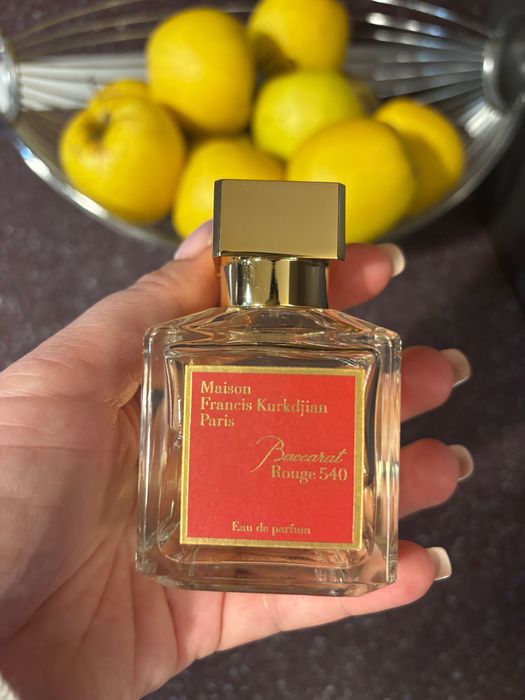 Maison
Francis Kurkdjian
Paris
Baccarat
Rouge 540
Eau de parfum